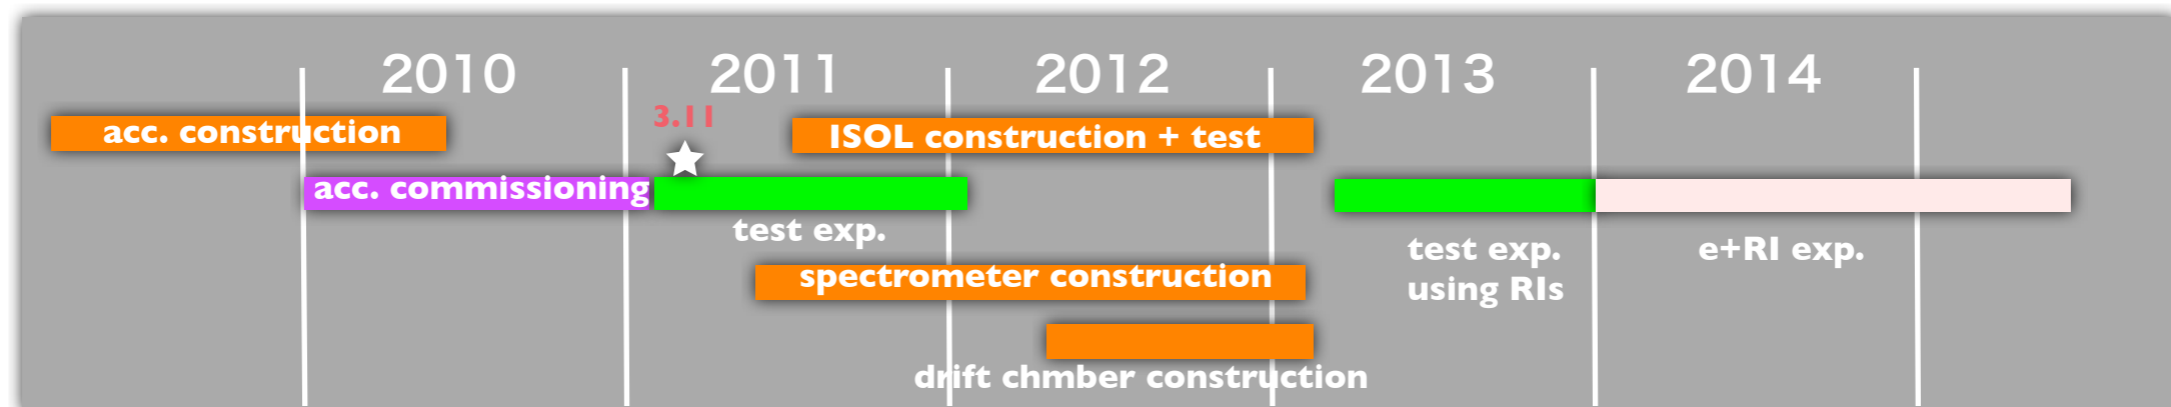 2010 2011 2012 2013 2014
3.11
acc. construction
ISOL construction + test
acc. commissioning
test exp.
test exp.
using RIs
e+RI exp.
spectrometer construction
drift chmber construction